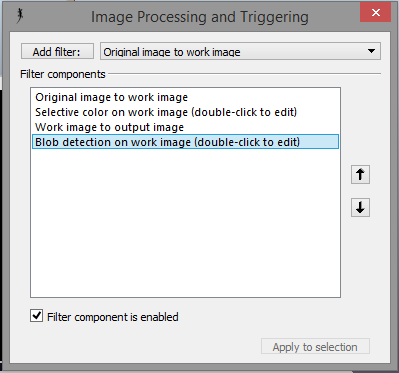 Image Processing and Triggering
Add filter: Original image to work image
Filter components
Original image to work image
Selective color on work image (double-click to edit)
Work image to output image
Blob detection on work image (double-click to edit)
Filter component is enabled
Apply to selection